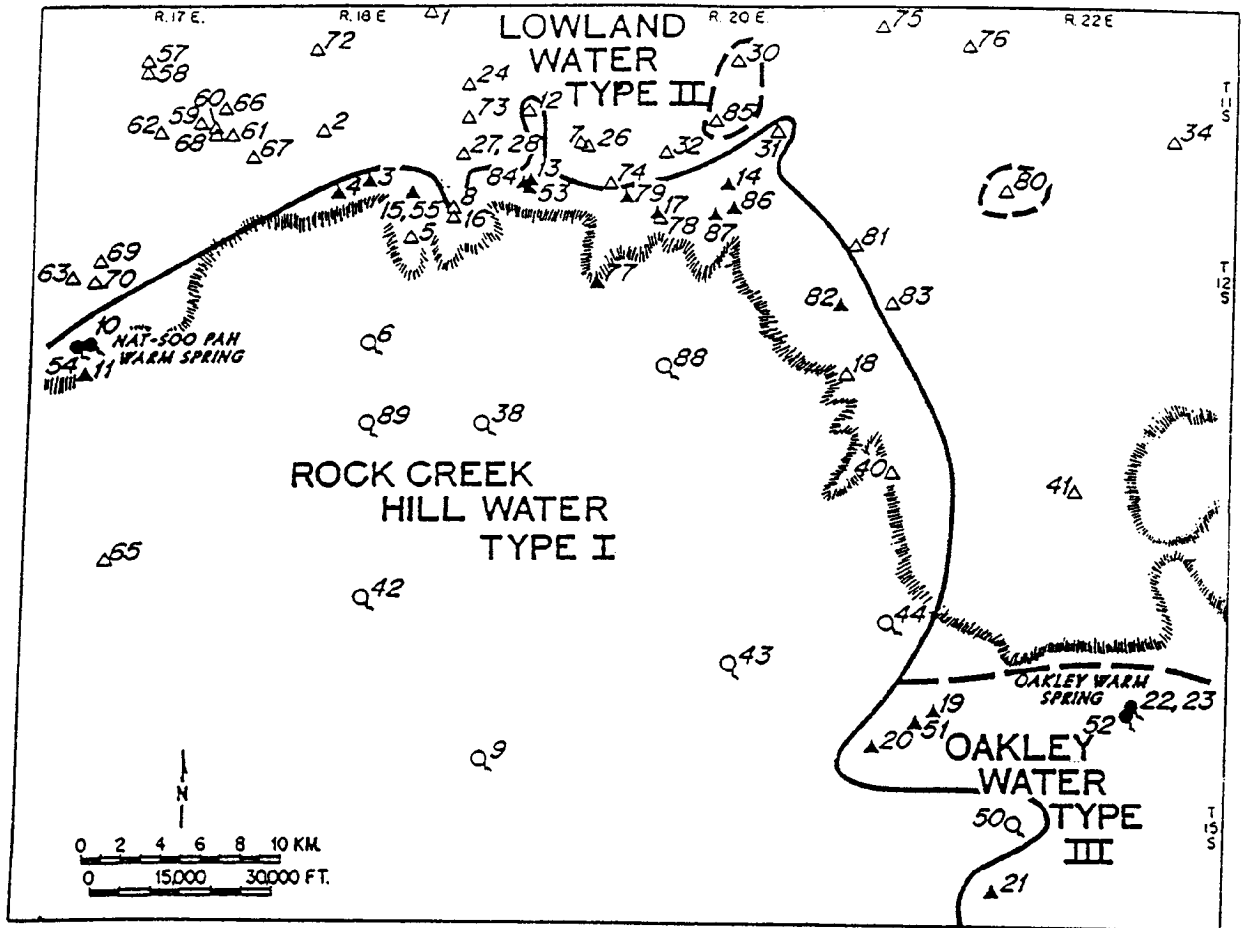 R.17 E.
R.18 E
1
R. 20 E.
75
R.22 E
57
58
72
LOWLAND
WATER
TYPE II
30
76
24
T
11
S
60
66
59
62
68
61
67
2
73
12
7
26
85
32
31
34
27, 28
84
13
53
74
79
14
80
4
3
15,55
8
16
5
17
78
86
87
81
69
63
70
77
82
83
T
12
S
10
NAT-SOO PAH
WARM SPRING
54
11
6
88
18
89
38
ROCK CREEK
HILL WATER
TYPE I
40
41
65
42
44
43
OAKLEY WARM
SPRING
22,23
52
19
51
20
OAKLEY
WATER
TYPE
III
9
N
50
T
15
S
0 2 4 6 8 10 KM.
0 15,000 30,000 FT.
21